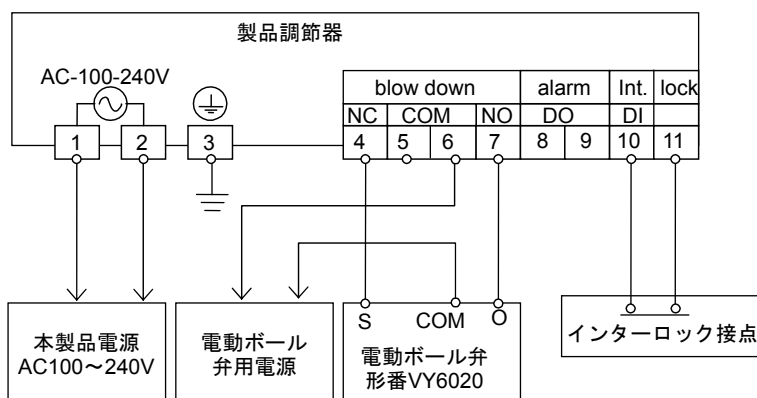 製品調節器
AC-100-240V
blow down alarm Int. lock
NC COM NO DO DI
1 2 3 4 5 6 7 8 9 10 11
S COM O
本製品電源
AC100～240V
電動ボール
弁用電源
電動ボール弁
形番VY6020
インターロック接点